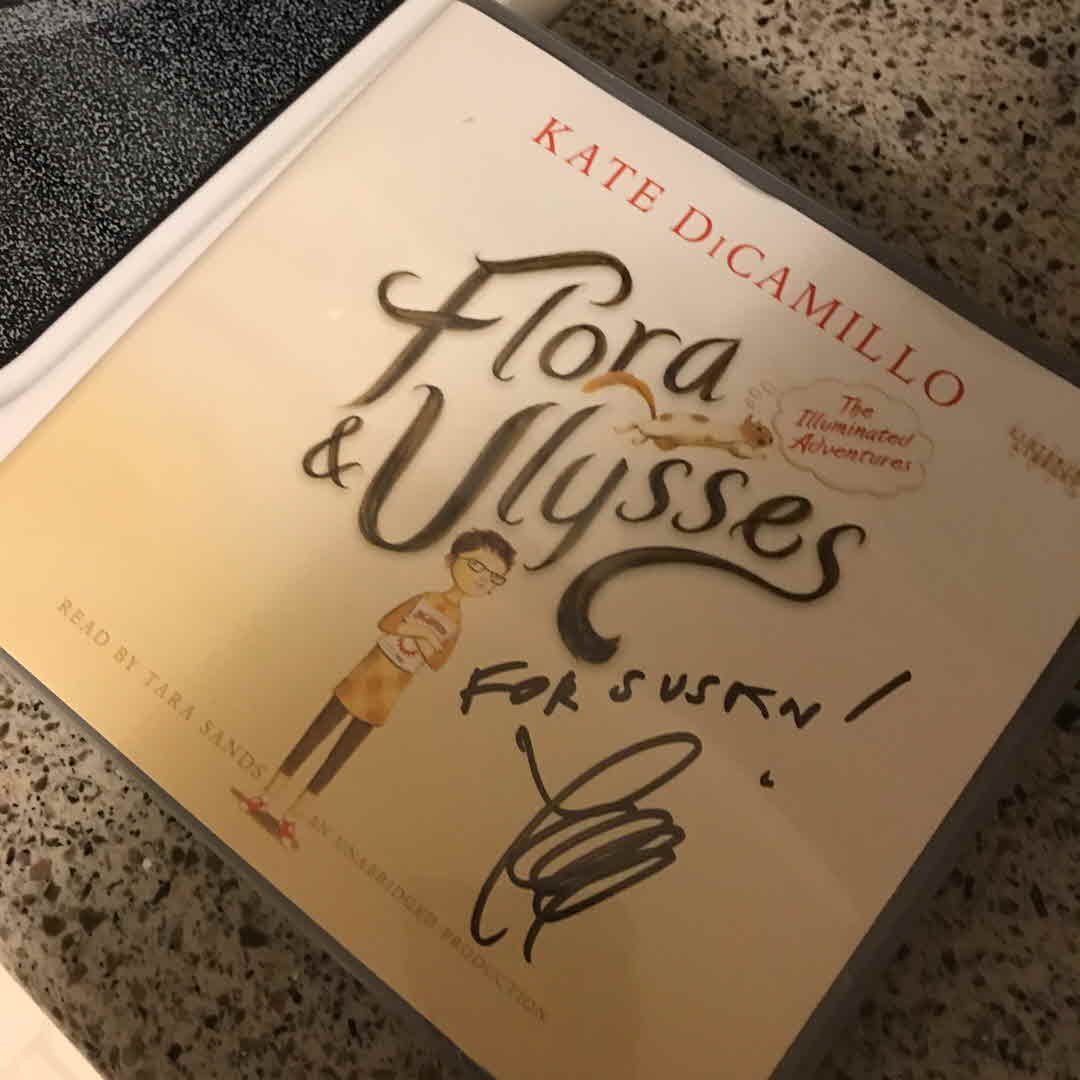 KATE DiCAMILLO
Flora
& Ulysses
The
Illuminated
Adventures
READ BY TARA SANDS
AN UNABRIDGED PRODUCTION
FOR SUSAN!